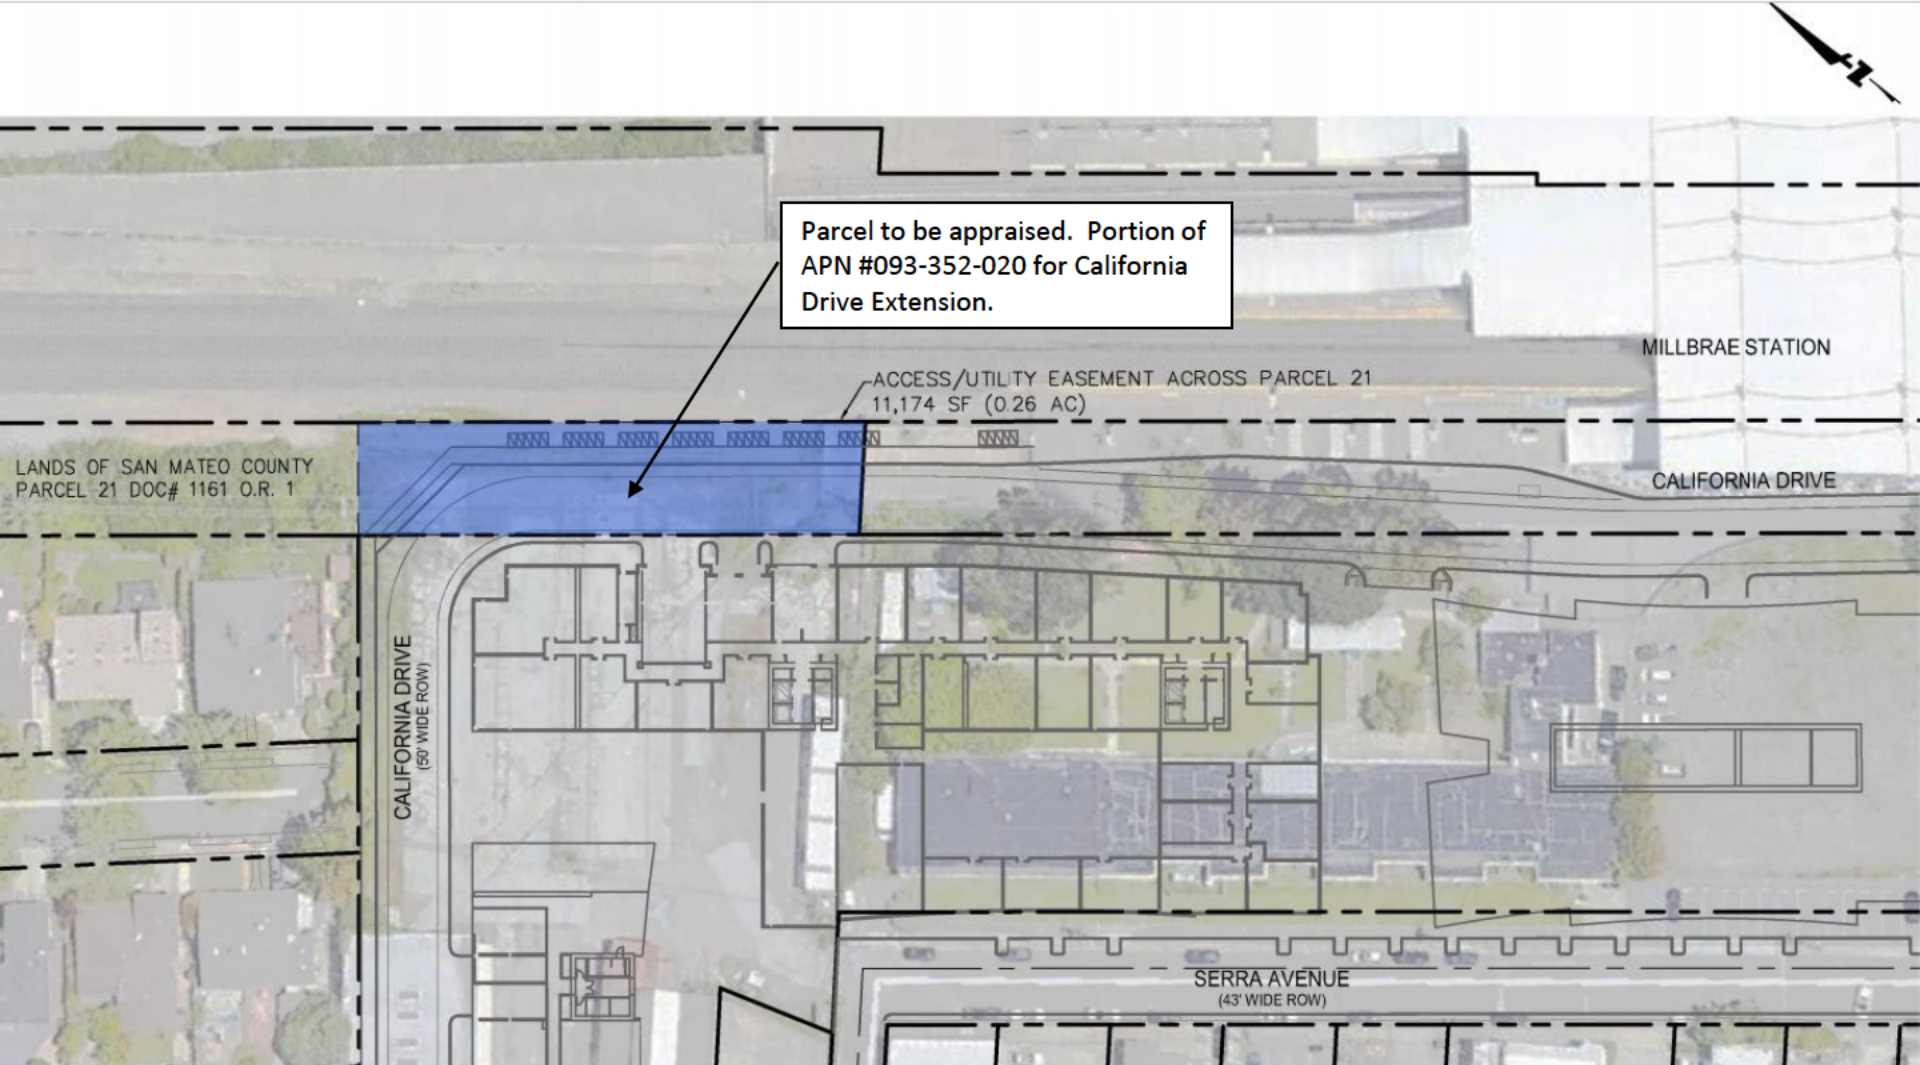 Z
Parcel to be appraised. Portion of
APN #093-352-020 for California
Drive Extension.
MILLBRAE STATION
ACCESS/UTILITY EASEMENT ACROSS PARCEL 21
11,174 SF (0.26 AC)
LANDS OF SAN MATEO COUNTY
PARCEL 21 DOC# 1161 O.R. 1
CALIFORNIA DRIVE
CALIFORNIA DRIVE
(50' WIDE ROW)
SERRA AVENUE
(43' WIDE ROW)